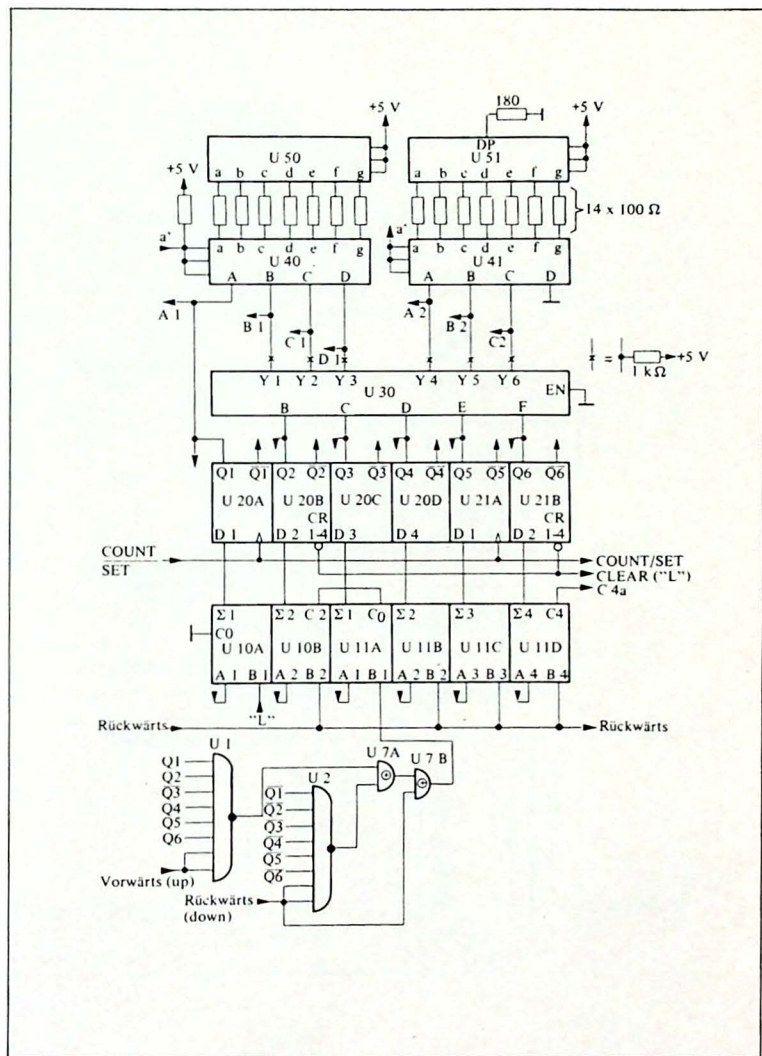 180
+5 V
+5 V
DP
U 50
U 51
a b c d e f g
a b c d e f g
+5 V
14 x 100 Ω
a'
a'
a b c d e f g
a b c d e f g
U 40
U 41
A B C D
A B C D
A 1
A 2
B 1
B 2
C 1
C2
D 1
= +5 V
1 kΩ
Y 1 Y 2 Y 3 Y 4 Y 5 Y 6
U 30
EN
B C D E F
Q1 Q1 Q2 Q2 Q3 Q3 Q4 Q4 Q5 Q5 Q6 Q6
U 20A U 20B U 20C U 20D U 21A U 21B
CR CR
D 1 D 2 1-4 D 3 D 4 D 1 D 2 1-4
COUNT
SET
COUNT/SET
CLEAR ("L")
C 4a
Σ 1 Σ 2 C 2 Σ 1 C0 Σ 2 Σ 3 Σ 4 C4
C0
U 10A U 10B U 11A U 11B U 11C U 11D
A 1 B 1 A 2 B 2 A 1 B 1 A 2 B 2 A 3 B 3 A 4 B 4
"L"
Rückwärts
Rückwärts
U 1
U 7A U 7 B
Q1
Q2
Q3
Q4
Q5
Q6
U 2
Q1
Q2
Q3
Q4
Q5
Q6
Vorwärts (up)
Rückwärts
(down)